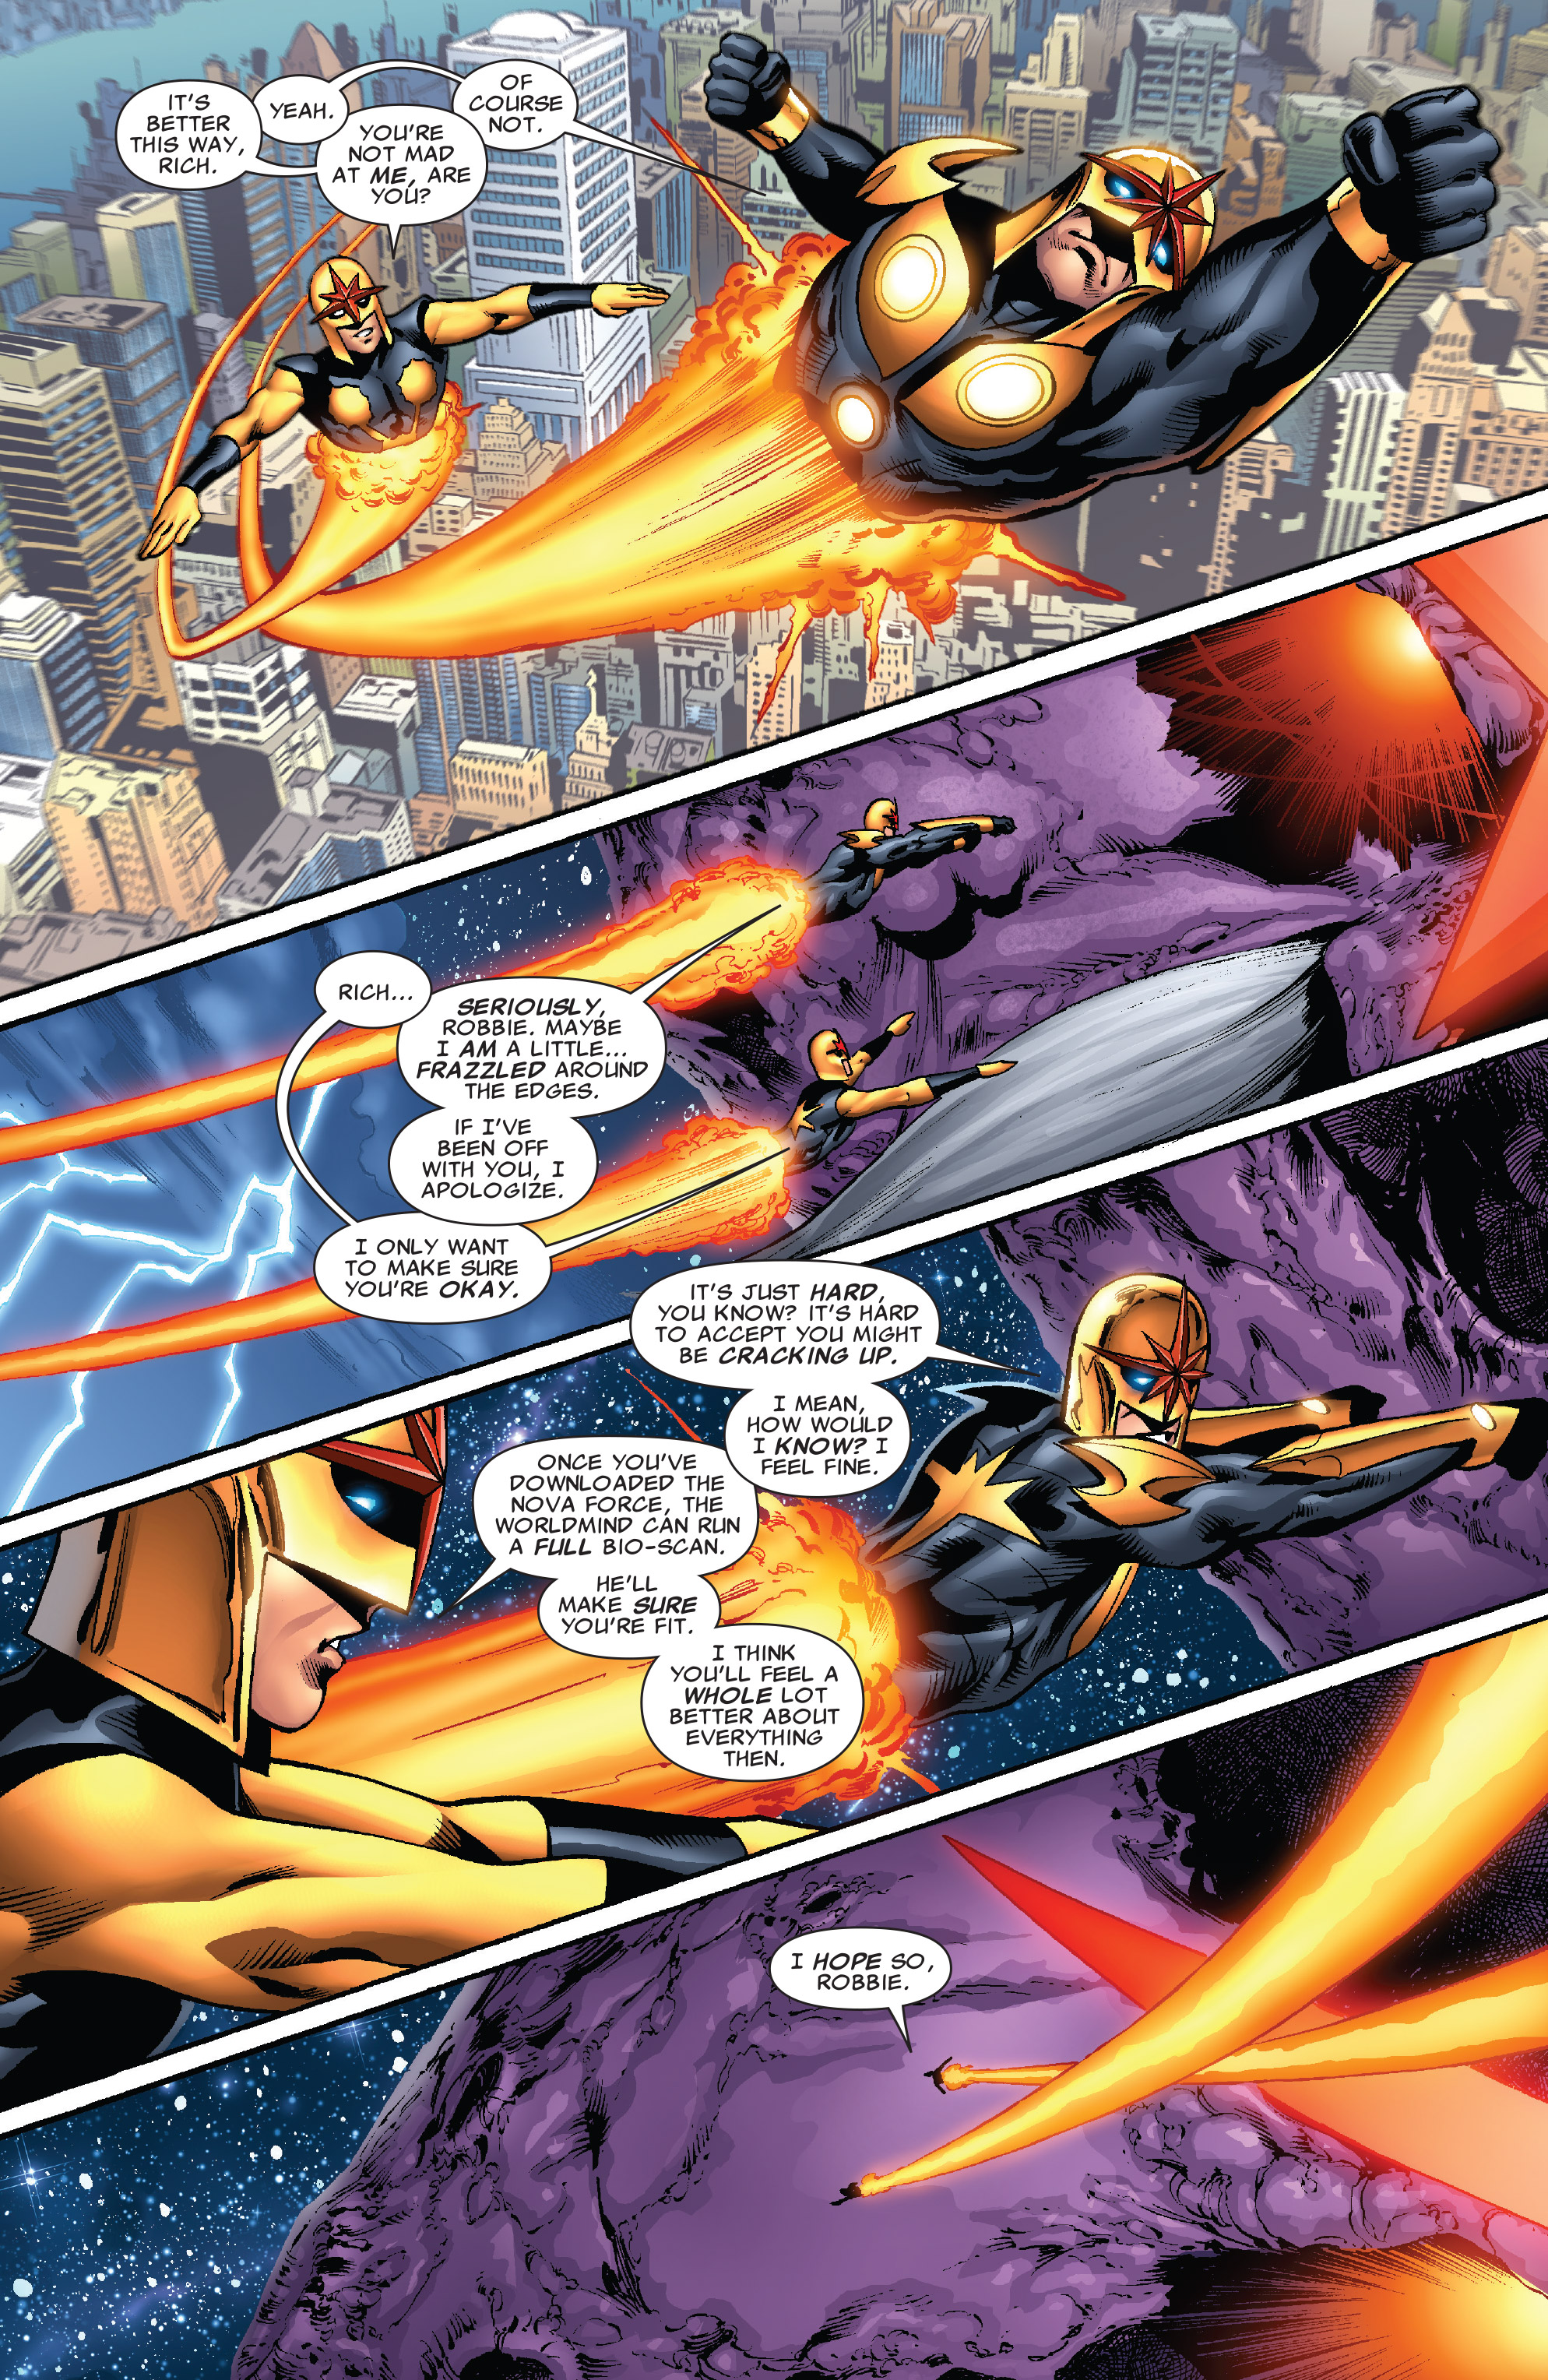 IT'S
BETTER
THIS WAY,
RICH.
YEAH.
YOU'RE
NOT MAD
AT ME, ARE
YOU?
OF
COURSE
NOT.
SERIOUSLY,
ROBBIE. MAYBE
I AM A LITTLE...
FRAZZLED AROUND
THE EDGES.
IF I'VE
BEEN OFF
WITH YOU, I
APOLOGIZE.
RICH...
I ONLY WANT
TO MAKE SURE
YOU'RE OKAY.
IT'S JUST HARD,
YOU KNOW? IT'S HARD
TO ACCEPT YOU MIGHT
BE CRACKING UP.
I MEAN,
HOW WOULD
I KNOW? I
FEEL FINE.
ONCE YOU'VE
DOWNLOADED THE
NOVA FORCE, THE
WORLDMIND CAN RUN
A FULL BIO-SCAN.
HE'LL
MAKE SURE
YOU'RE FIT.
I THINK
YOU'LL FEEL A
WHOLE LOT
BETTER ABOUT
EVERYTHING
THEN.
I HOPE SO,
ROBBIE.